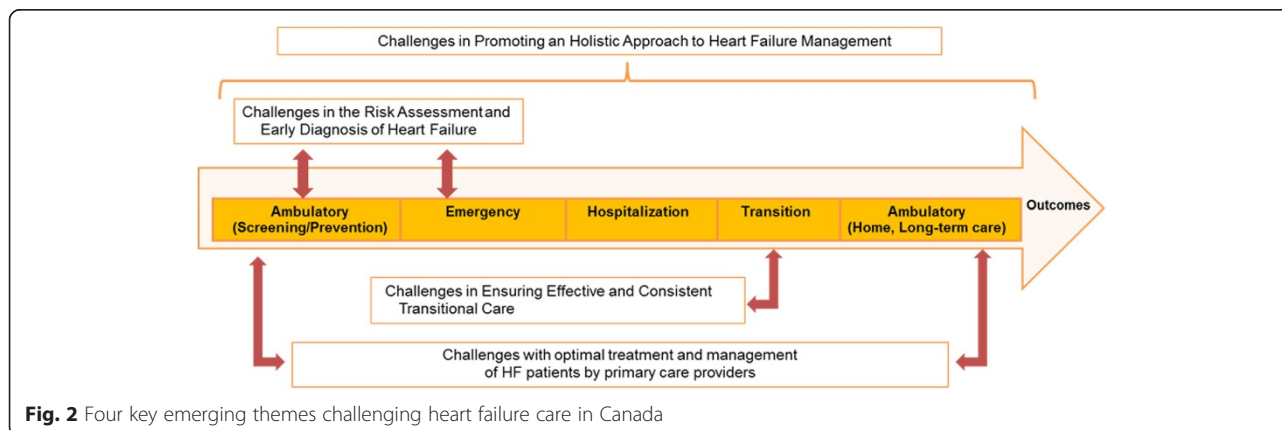 Challenges in Promoting an Holistic Approach to Heart Failure Management
Challenges in the Risk Assessment and
Early Diagnosis of Heart Failure
Ambulatory
(Screening/Prevention)
Emergency
Hospitalization
Transition
Ambulatory
(Home, Long-term care)
Outcomes
Challenges in Ensuring Effective and Consistent
Transitional Care
Challenges with optimal treatment and management
of HF patients by primary care providers
Fig. 2 Four key emerging themes challenging heart failure care in Canada